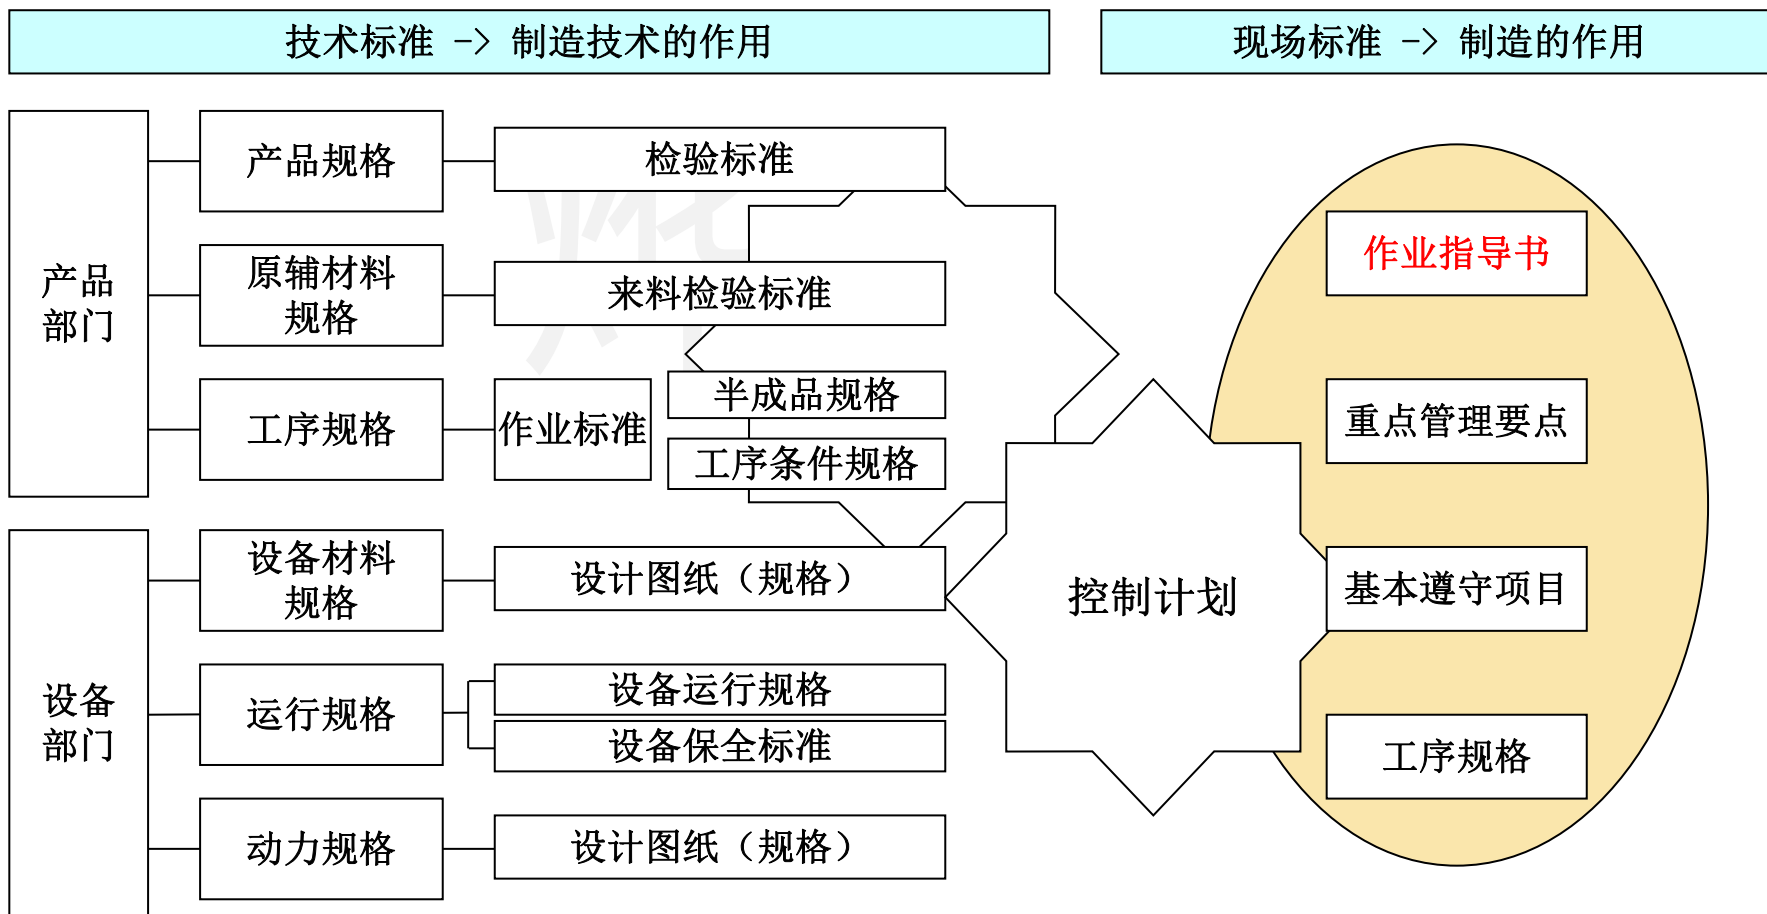 技术标准 -> 制造技术的作用
现场标准 -> 制造的作用
产品
部门
产品规格
检验标准
原辅材料
规格
来料检验标准
工序规格
作业标准
半成品规格
工序条件规格
设备
部门
设备材料
规格
设计图纸（规格）
运行规格
设备运行规格
设备保全标准
动力规格
设计图纸（规格）
控制计划
作业指导书
重点管理要点
基本遵守项目
工序规格